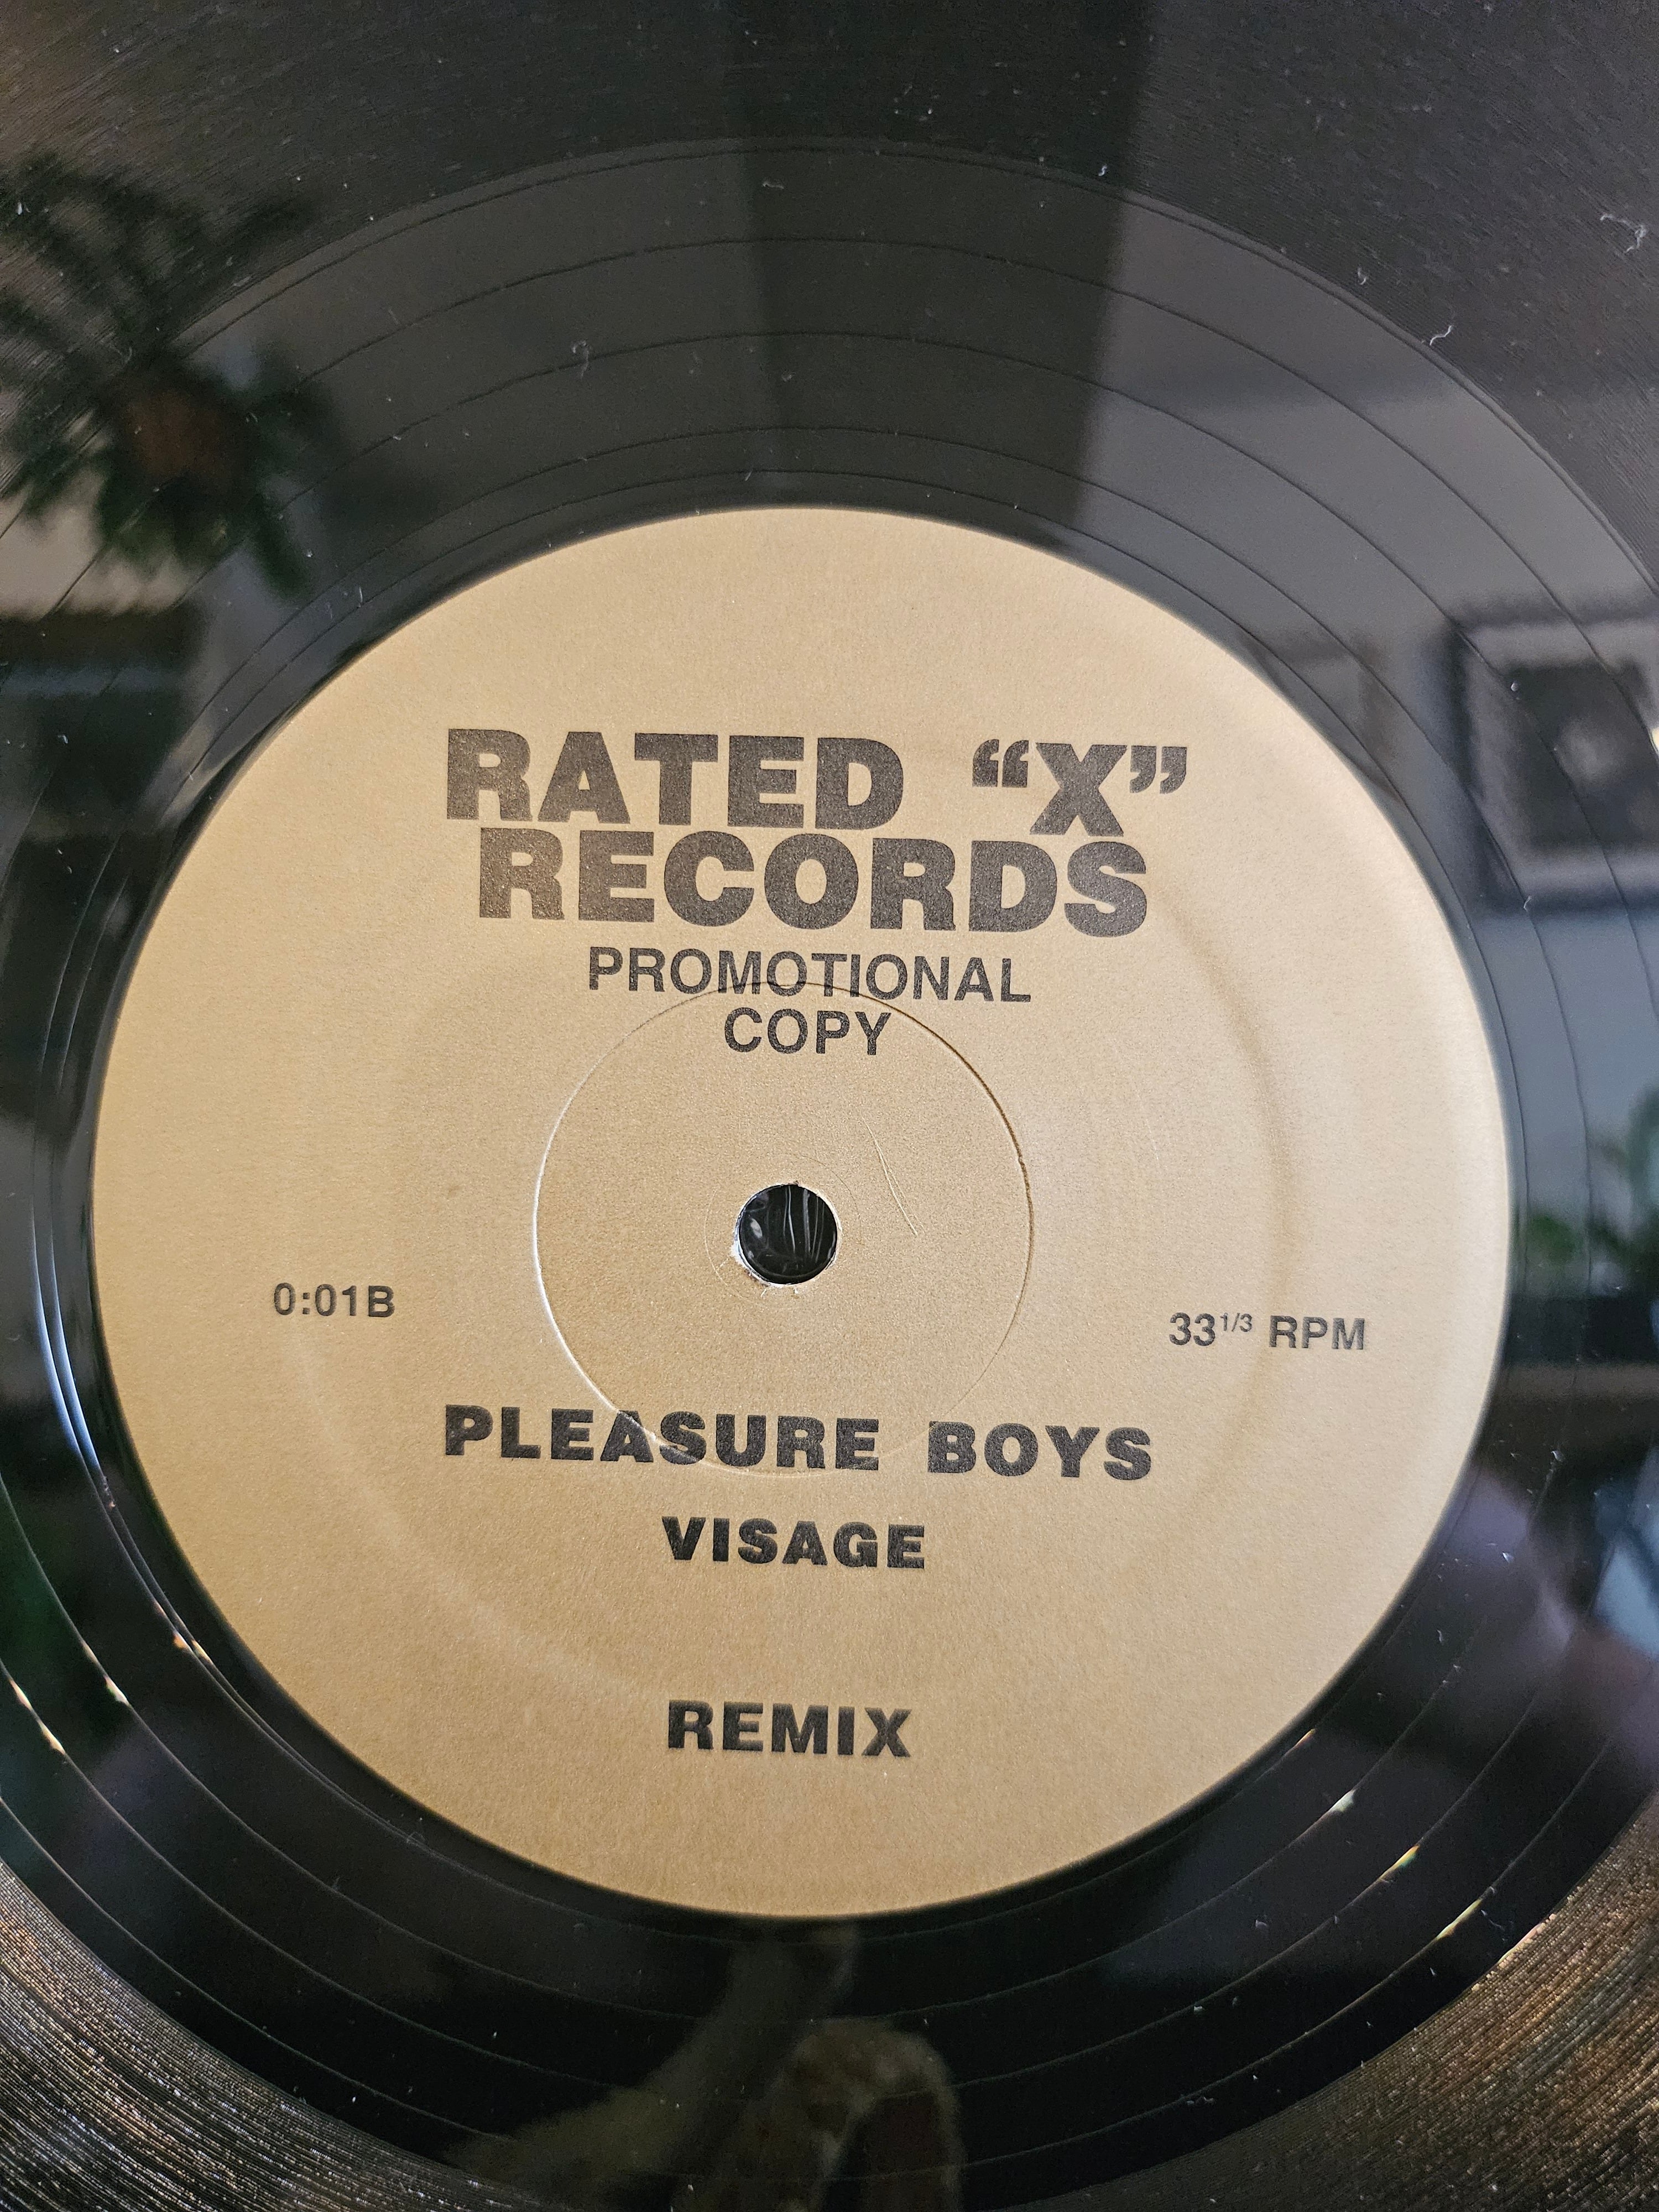 RATED “X”
RECORDS
PROMOTIONAL
COPY
0:01B
33 1/3 RPM
PLEASURE BOYS
VISAGE
REMIX